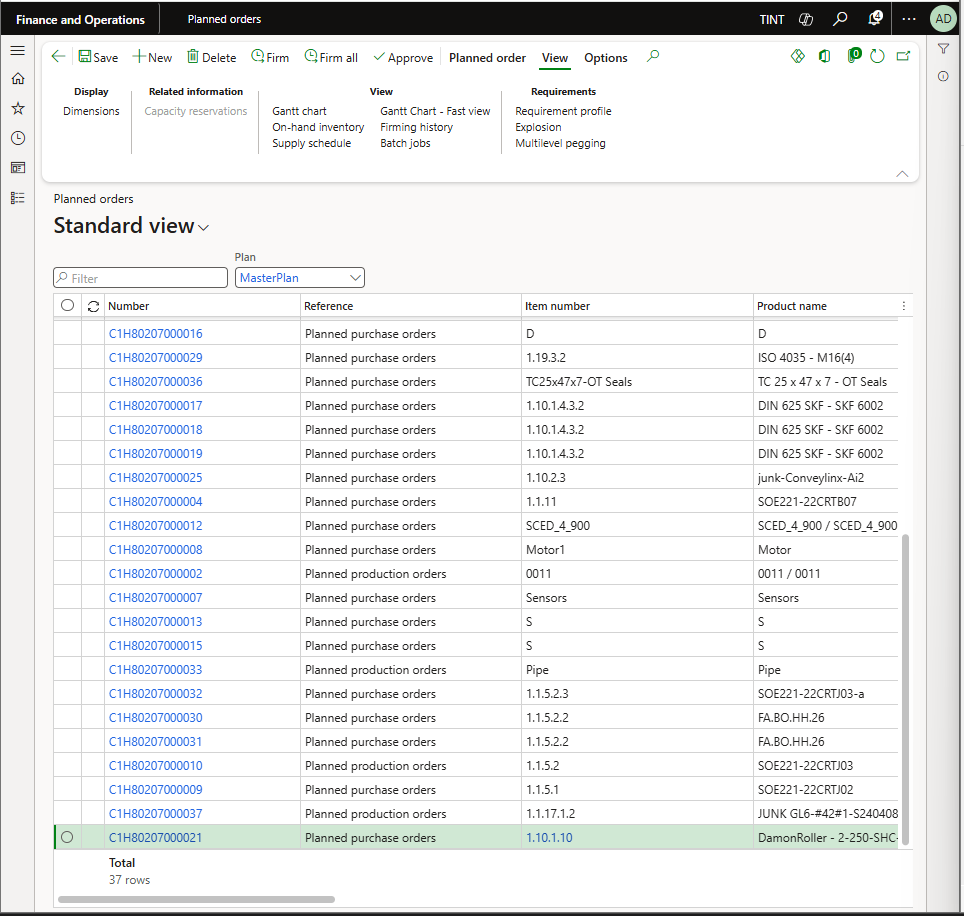 Finance and Operations Planned orders TINT 4 AD
Save New Delete Firm Firm all Approve Planned order View Options 0
Display Related information View Requirements
Dimensions Capacity reservations Gantt chart Gantt Chart - Fast view Requirement profile
On-hand inventory Firming history Explosion
Supply schedule Batch jobs Multilevel pegging
Planned orders
Standard view
Plan
Filter MasterPlan
Number Reference Item number Product name
C1H80207000016 Planned purchase orders D D
C1H80207000029 Planned purchase orders 1.19.3.2 ISO 4035 - M16(4)
C1H80207000036 Planned purchase orders TC25x47x7-OT Seals TC 25 x 47 x 7 - OT Seals
C1H80207000017 Planned purchase orders 1.10.1.4.3.2 DIN 625 SKF - SKF 6002
C1H80207000018 Planned purchase orders 1.10.1.4.3.2 DIN 625 SKF - SKF 6002
C1H80207000019 Planned purchase orders 1.10.1.4.3.2 DIN 625 SKF - SKF 6002
C1H80207000025 Planned purchase orders 1.10.2.3 junk-Conveylinx-Ai2
C1H80207000004 Planned purchase orders 1.1.11 SOE221-22CRTB07
C1H80207000012 Planned purchase orders SCED_4_900 SCED_4_900 / SCED_4_900
C1H80207000008 Planned purchase orders Motor1 Motor
C1H80207000002 Planned production orders 0011 0011 / 0011
C1H80207000007 Planned purchase orders Sensors Sensors
C1H80207000013 Planned purchase orders S S
C1H80207000015 Planned purchase orders S S
C1H80207000033 Planned production orders Pipe Pipe
C1H80207000032 Planned purchase orders 1.1.5.2.3 SOE221-22CRTJ03-a
C1H80207000030 Planned purchase orders 1.1.5.2.2 FA.BO.HH.26
C1H80207000031 Planned purchase orders 1.1.5.2.2 FA.BO.HH.26
C1H80207000010 Planned production orders 1.1.5.2 SOE221-22CRTJ03
C1H80207000009 Planned purchase orders 1.1.5.1 SOE221-22CRTJ02
C1H80207000037 Planned production orders 1.1.17.1.2 JUNK GL6-#42#1-S240408
C1H80207000021 Planned purchase orders 1.10.1.10 DamonRoller - 2-250-SHC-
Total
37 rows